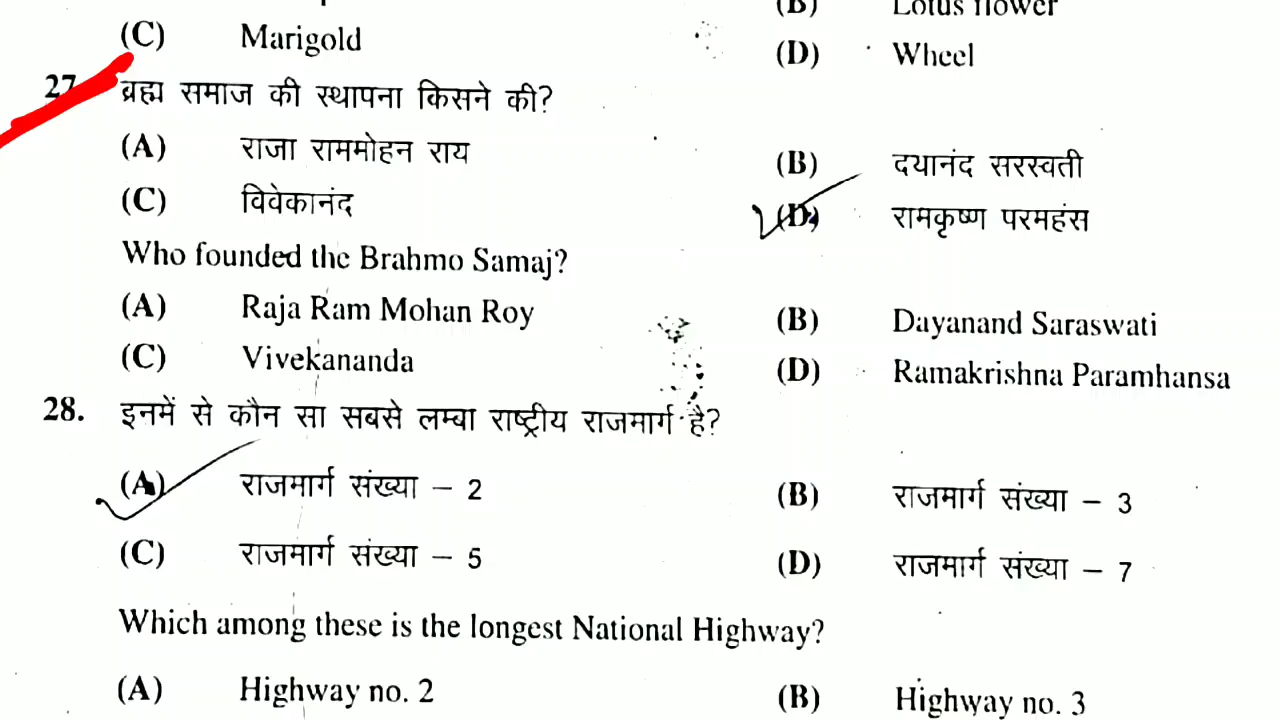 (B) Lotus flower
(C) Marigold
(D) Wheel
27. ब्रह्म समाज की स्थापना किसने की?
(A) राजा राममोहन राय
(B) दयानंद सरस्वती
(C) विवेकानंद
(D) रामकृष्ण परमहंस
Who founded the Brahmo Samaj?
(A) Raja Ram Mohan Roy
(B) Dayanand Saraswati
(C) Vivekananda
(D) Ramakrishna Paramhansa
28. इनमें से कौन सा सबसे लम्बा राष्ट्रीय राजमार्ग है?
(A) राजमार्ग संख्या – 2
(B) राजमार्ग संख्या – 3
(C) राजमार्ग संख्या – 5
(D) राजमार्ग संख्या – 7
Which among these is the longest National Highway?
(A) Highway no. 2
(B) Highway no. 3